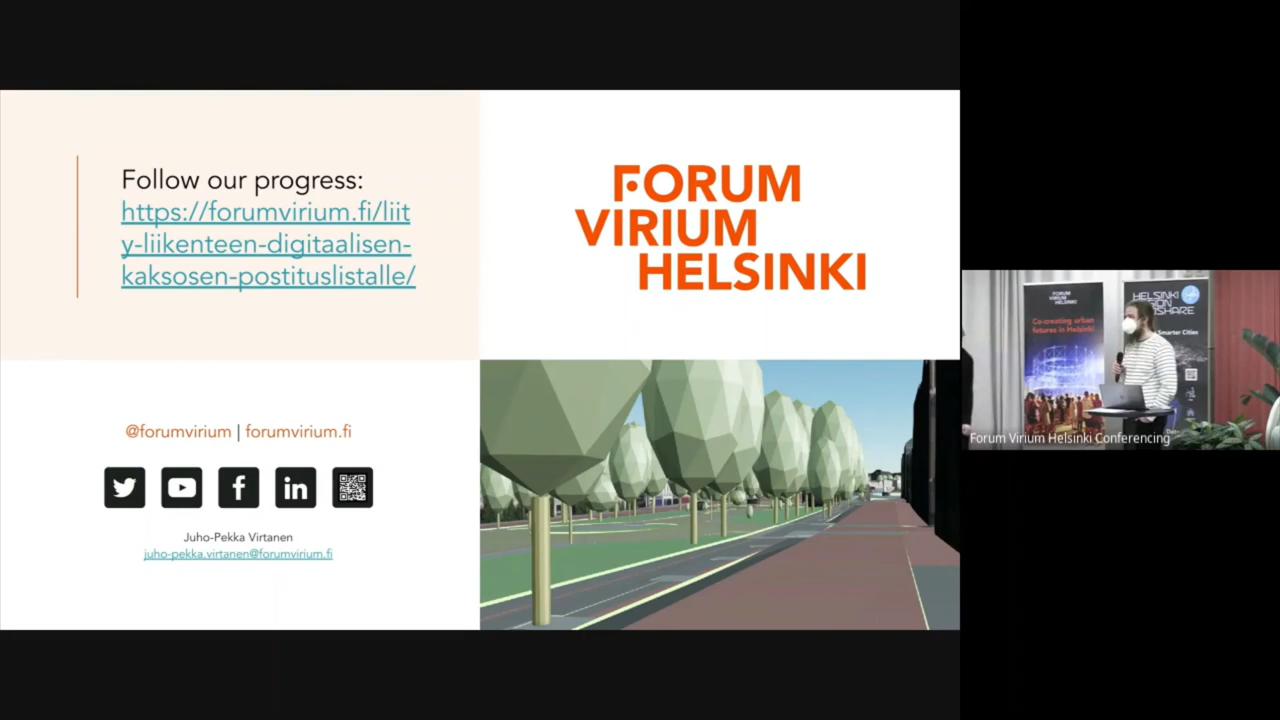 Follow our progress:
https://forumvirium.fi/liit
y-liikenteen-digitaalisen-
kaksosen-postituslistalle/
FORUM
VIRIUM
HELSINKI
@forumvirium | forumvirium.fi
Juho-Pekka Virtanen
juho-pekka.virtanen@forumvirium.fi
FORUM
VIRIUM
HELSINKI
Co-creating urban
futures in Helsinki
HELSINKI
Smarter Cities
Forum Virium Helsinki Conferencing